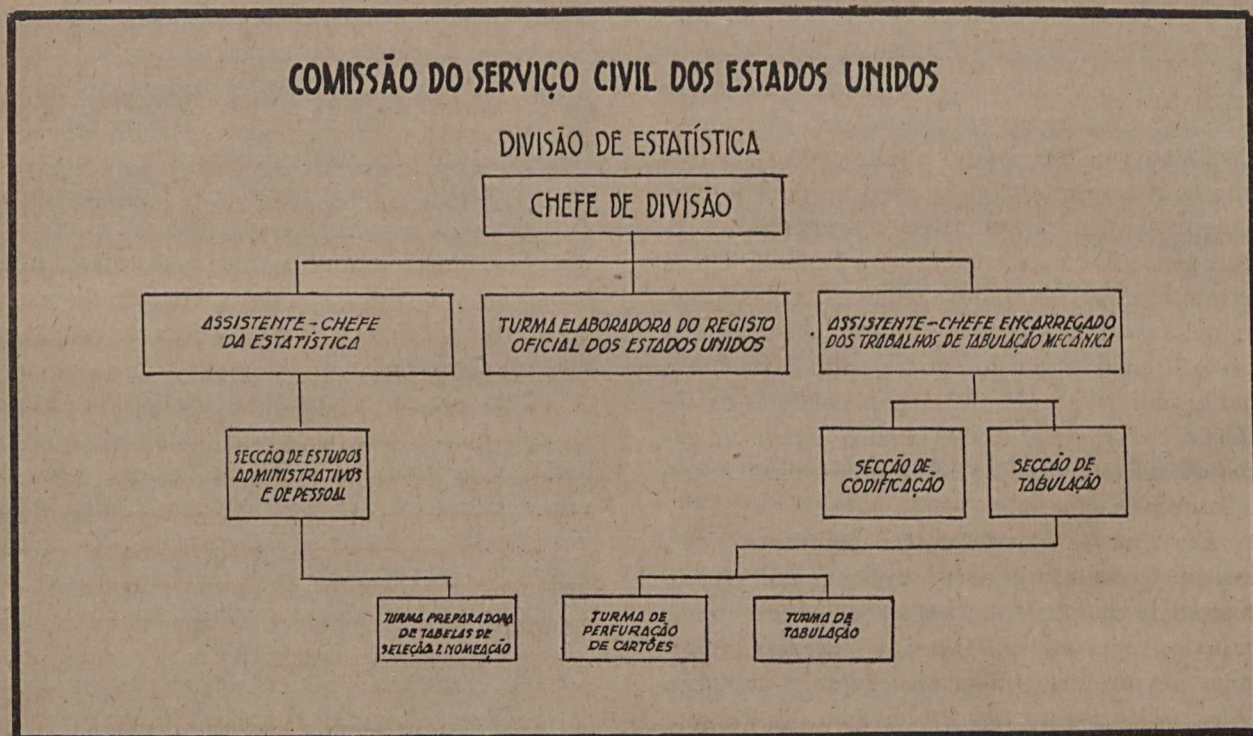 COMISSÃO DO SERVIÇO CIVIL DOS ESTADOS UNIDOS
DIVISÃO DE ESTATÍSTICA
CHEFE DE DIVISÃO
ASSISTENTE-CHEFE
DA ESTATÍSTICA
TURMA ELABORADORA DO REGISTO
OFICIAL DOS ESTADOS UNIDOS
ASSISTENTE-CHEFE ENCARREGADO
DOS TRABALHOS DE TABULAÇÃO MECÂNICA
SECÇÃO DE ESTUDOS
ADMINISTRATIVOS
E DE PESSOAL
SECÇÃO DE
CODIFICAÇÃO
SECÇÃO DE
TABULAÇÃO
TURMA PREPARADORA
DE TABELAS DE
SELEÇÃO E NOMEAÇÃO
TURMA DE
PERFURAÇÃO
DE CARTÕES
TURMA DE
TABULAÇÃO